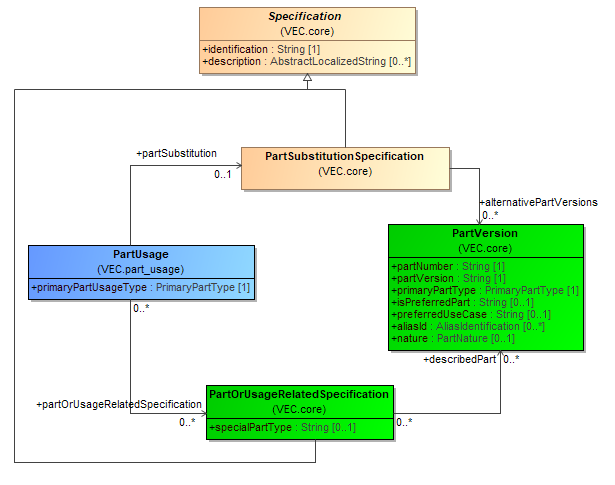 Specification
(VEC.core)
+identification : String [1]
+description : AbstractLocalizedString [0..*]
+partSubstitution
0..1
PartSubstitutionSpecification
(VEC.core)
+alternativePartVersions
0..*
PartVersion
(VEC.core)
+partNumber : String [1]
+partVersion : String [1]
+primaryPartType : PrimaryPartType [1]
+isPreferredPart : String [0..1]
+preferredUseCase : String [0..1]
+aliasId : AliasIdentification [0..*]
+nature : PartNature [0..1]
PartUsage
(VEC.part_usage)
+primaryPartUsageType : PrimaryPartType [1]
0..*
+describedPart
0..*
+partOrUsageRelatedSpecification
0..*
PartOrUsageRelatedSpecification
(VEC.core)
+specialPartType : String [0..1]
0..*